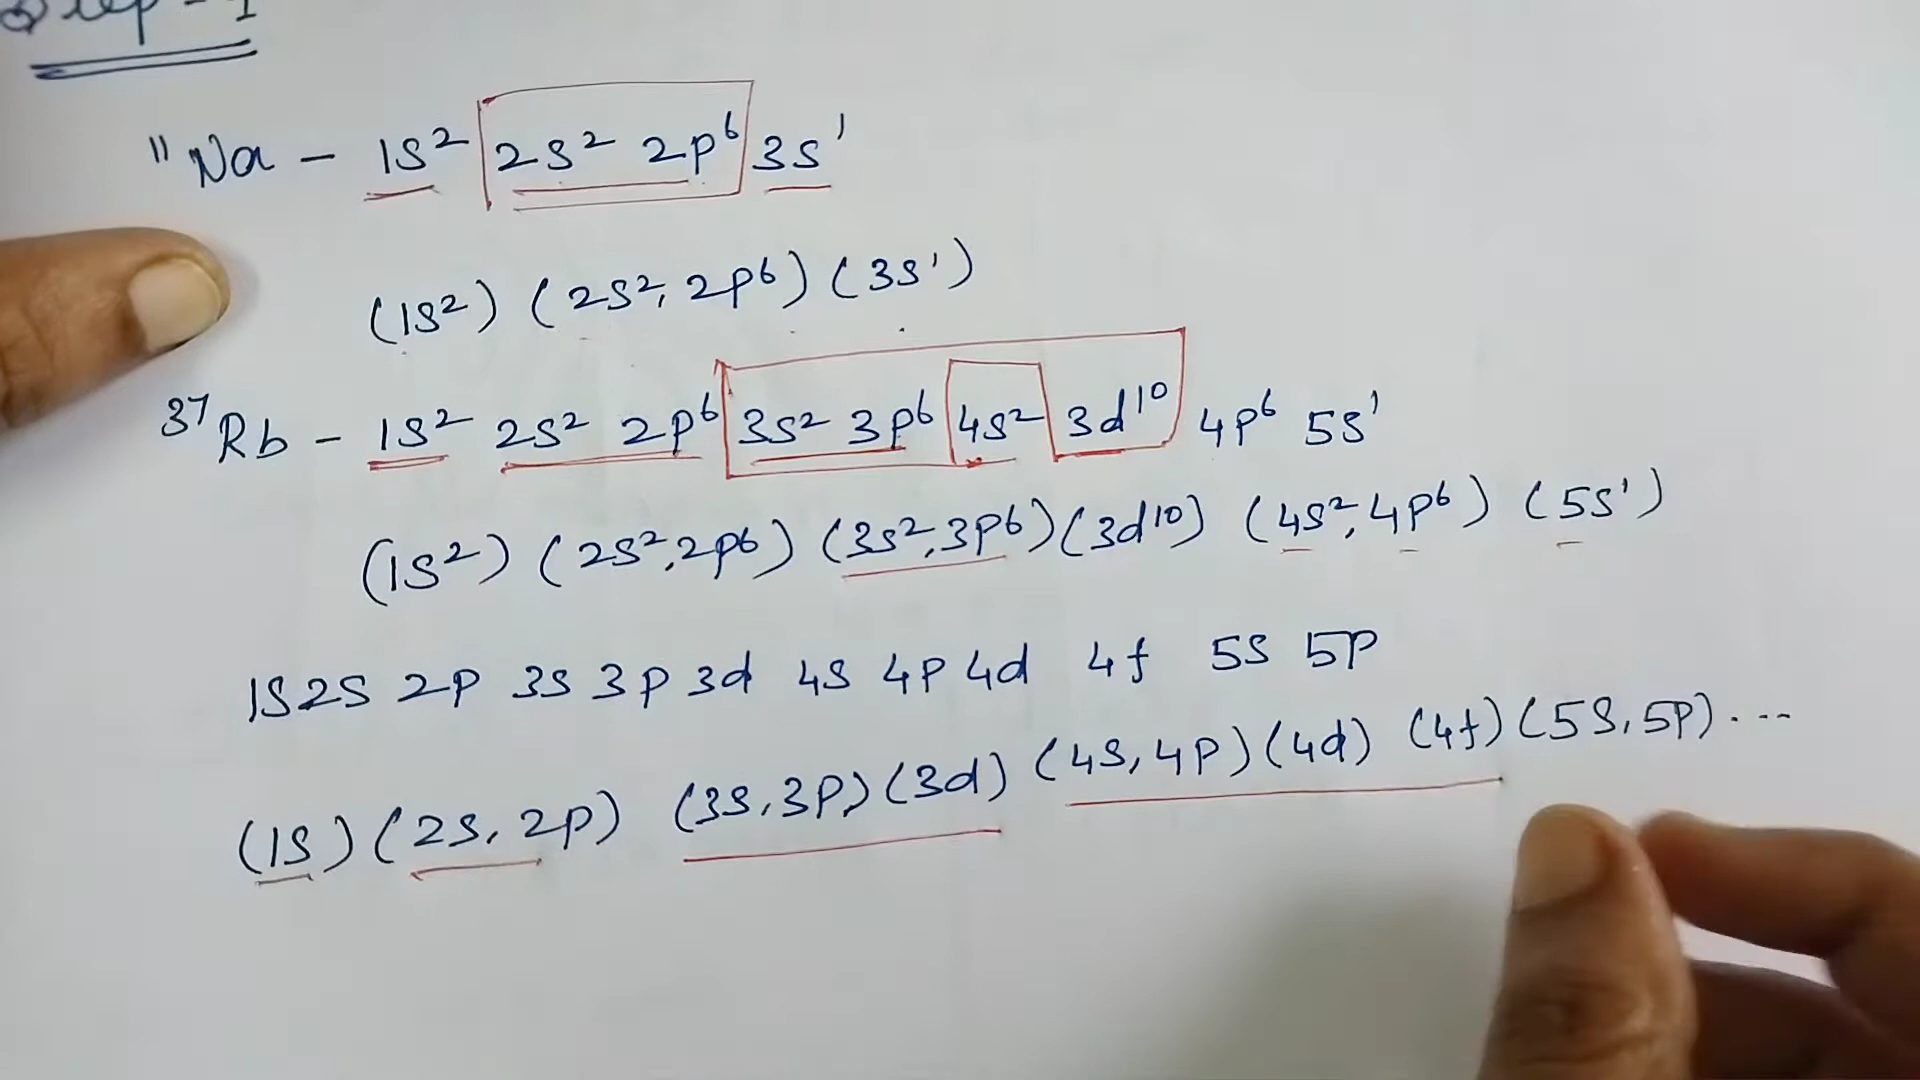 Step-1
11Na - 1s² 2s² 2p⁶ 3s¹
(1s²) (2s², 2p⁶) (3s¹)
37Rb - 1s² 2s² 2p⁶ 3s² 3p⁶ 4s² 3d¹⁰ 4p⁶ 5s¹
(1s²) (2s², 2p⁶) (3s², 3p⁶) (3d¹⁰) (4s², 4p⁶) (5s¹)
1s 2s 2p 3s 3p 3d 4s 4p 4d 4f 5s 5p
(1s) (2s, 2p) (3s, 3p) (3d) (4s, 4p) (4d) (4f) (5s, 5p)....